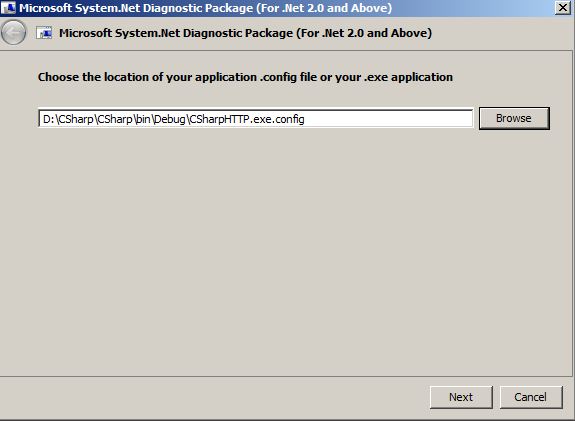 Microsoft System.Net Diagnostic Package (For .Net 2.0 and Above)
Microsoft System.Net Diagnostic Package (For .Net 2.0 and Above)
Choose the location of your application .config file or your .exe application
D:\CSharp\CSharp\bin\Debug\CSharpHTTP.exe.config
Browse
Next
Cancel